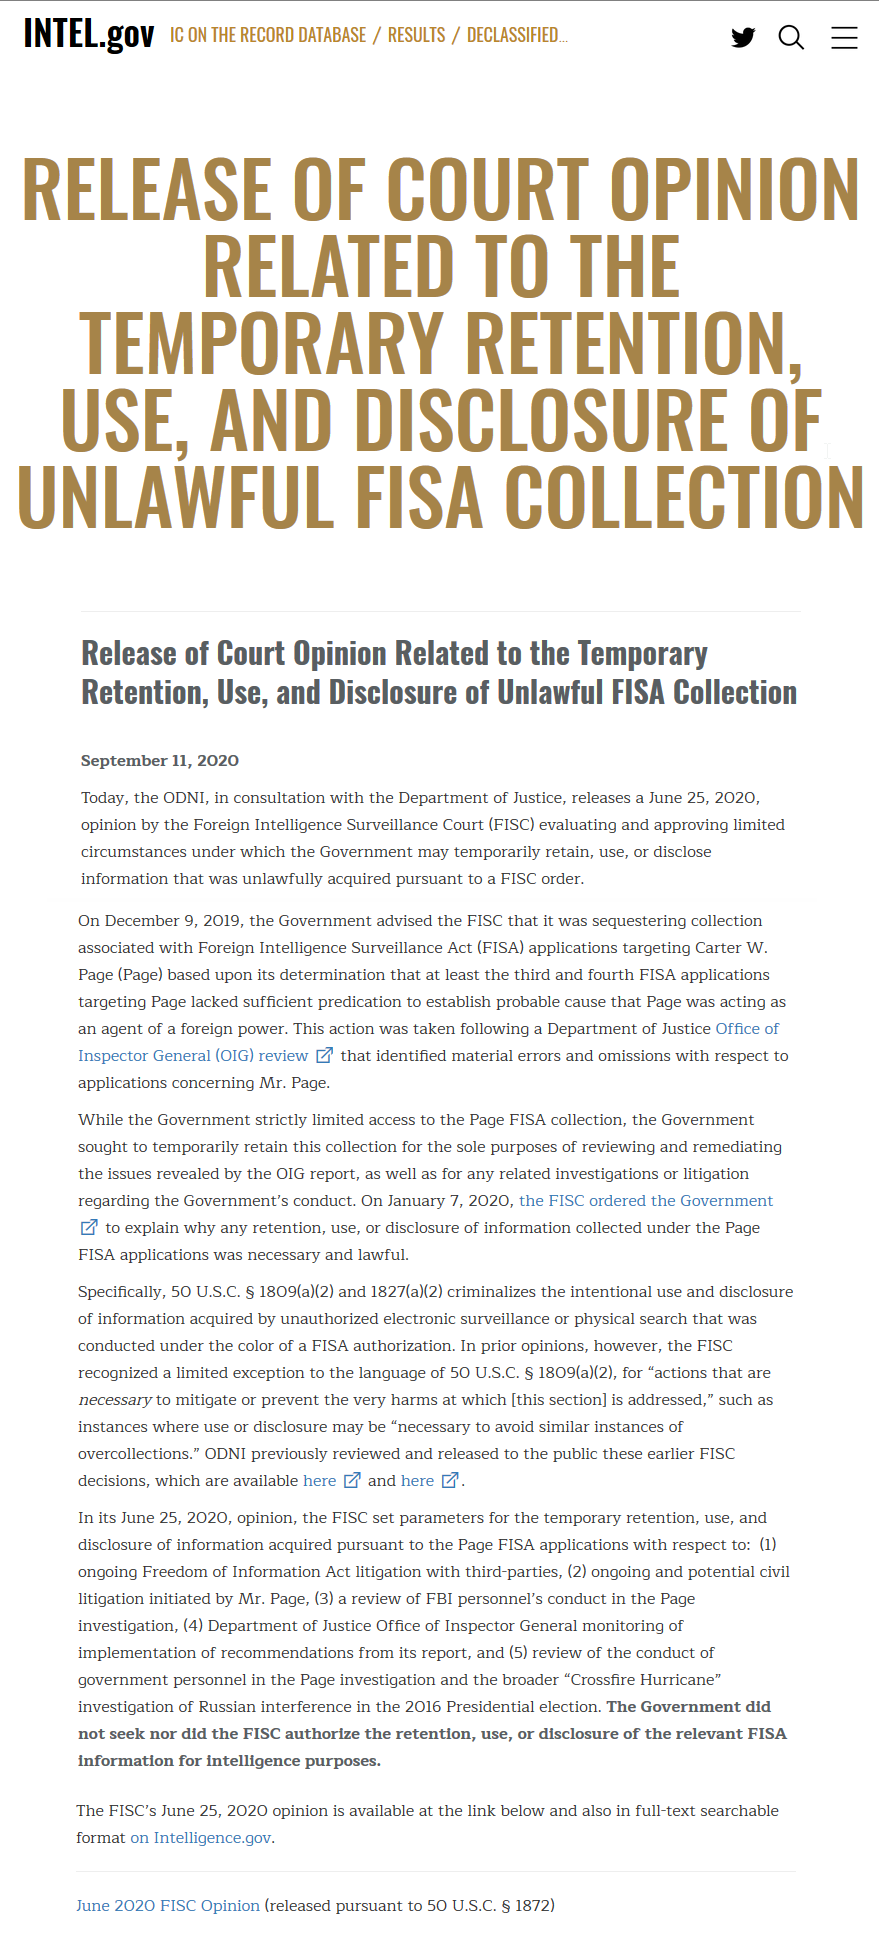 INTEL.gov IC ON THE RECORD DATABASE / RESULTS / DECLASSIFIED...
RELEASE OF COURT OPINION
RELATED TO THE
TEMPORARY RETENTION,
USE, AND DISCLOSURE OF
UNLAWFUL FISA COLLECTION
Release of Court Opinion Related to the Temporary
Retention, Use, and Disclosure of Unlawful FISA Collection
September 11, 2020
Today, the ODNI, in consultation with the Department of Justice, releases a June 25, 2020,
opinion by the Foreign Intelligence Surveillance Court (FISC) evaluating and approving limited
circumstances under which the Government may temporarily retain, use, or disclose
information that was unlawfully acquired pursuant to a FISC order.
On December 9, 2019, the Government advised the FISC that it was sequestering collection
associated with Foreign Intelligence Surveillance Act (FISA) applications targeting Carter W.
Page (Page) based upon its determination that at least the third and fourth FISA applications
targeting Page lacked sufficient predication to establish probable cause that Page was acting as
an agent of a foreign power. This action was taken following a Department of Justice Office of
Inspector General (OIG) review that identified material errors and omissions with respect to
applications concerning Mr. Page.
While the Government strictly limited access to the Page FISA collection, the Government
sought to temporarily retain this collection for the sole purposes of reviewing and remediating
the issues revealed by the OIG report, as well as for any related investigations or litigation
regarding the Government's conduct. On January 7, 2020, the FISC ordered the Government
to explain why any retention, use, or disclosure of information collected under the Page
FISA applications was necessary and lawful.
Specifically, 50 U.S.C. § 1809(a)(2) and 1827(a)(2) criminalizes the intentional use and disclosure
of information acquired by unauthorized electronic surveillance or physical search that was
conducted under the color of a FISA authorization. In prior opinions, however, the FISC
recognized a limited exception to the language of 50 U.S.C. § 1809(a)(2), for “actions that are
necessary to mitigate or prevent the very harms at which [this section] is addressed,” such as
instances where use or disclosure may be “necessary to avoid similar instances of
overcollections.” ODNI previously reviewed and released to the public these earlier FISC
decisions, which are available here and here.
In its June 25, 2020, opinion, the FISC set parameters for the temporary retention, use, and
disclosure of information acquired pursuant to the Page FISA applications with respect to: (1)
ongoing Freedom of Information Act litigation with third-parties, (2) ongoing and potential civil
litigation initiated by Mr. Page, (3) a review of FBI personnel's conduct in the Page
investigation, (4) Department of Justice Office of Inspector General monitoring of
implementation of recommendations from its report, and (5) review of the conduct of
government personnel in the Page investigation and the broader “Crossfire Hurricane”
investigation of Russian interference in the 2016 Presidential election. The Government did
not seek nor did the FISC authorize the retention, use, or disclosure of the relevant FISA
information for intelligence purposes.
The FISC's June 25, 2020 opinion is available at the link below and also in full-text searchable
format on Intelligence.gov.
June 2020 FISC Opinion (released pursuant to 50 U.S.C. § 1872)